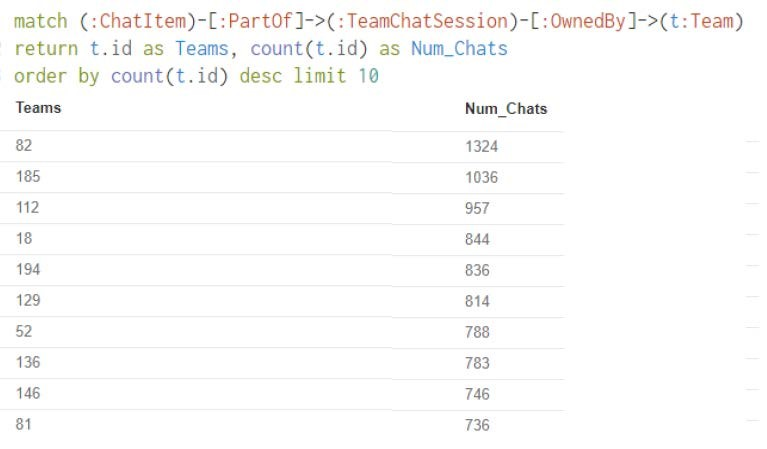 match (:ChatItem)-[:PartOf]->(:TeamChatSession)-[:OwnedBy]->(t:Team)
return t.id as Teams, count(t.id) as Num_Chats
order by count(t.id) desc limit 10
Teams Num_Chats
82 1324
185 1036
112 957
18 844
194 836
129 814
52 788
136 783
146 746
81 736